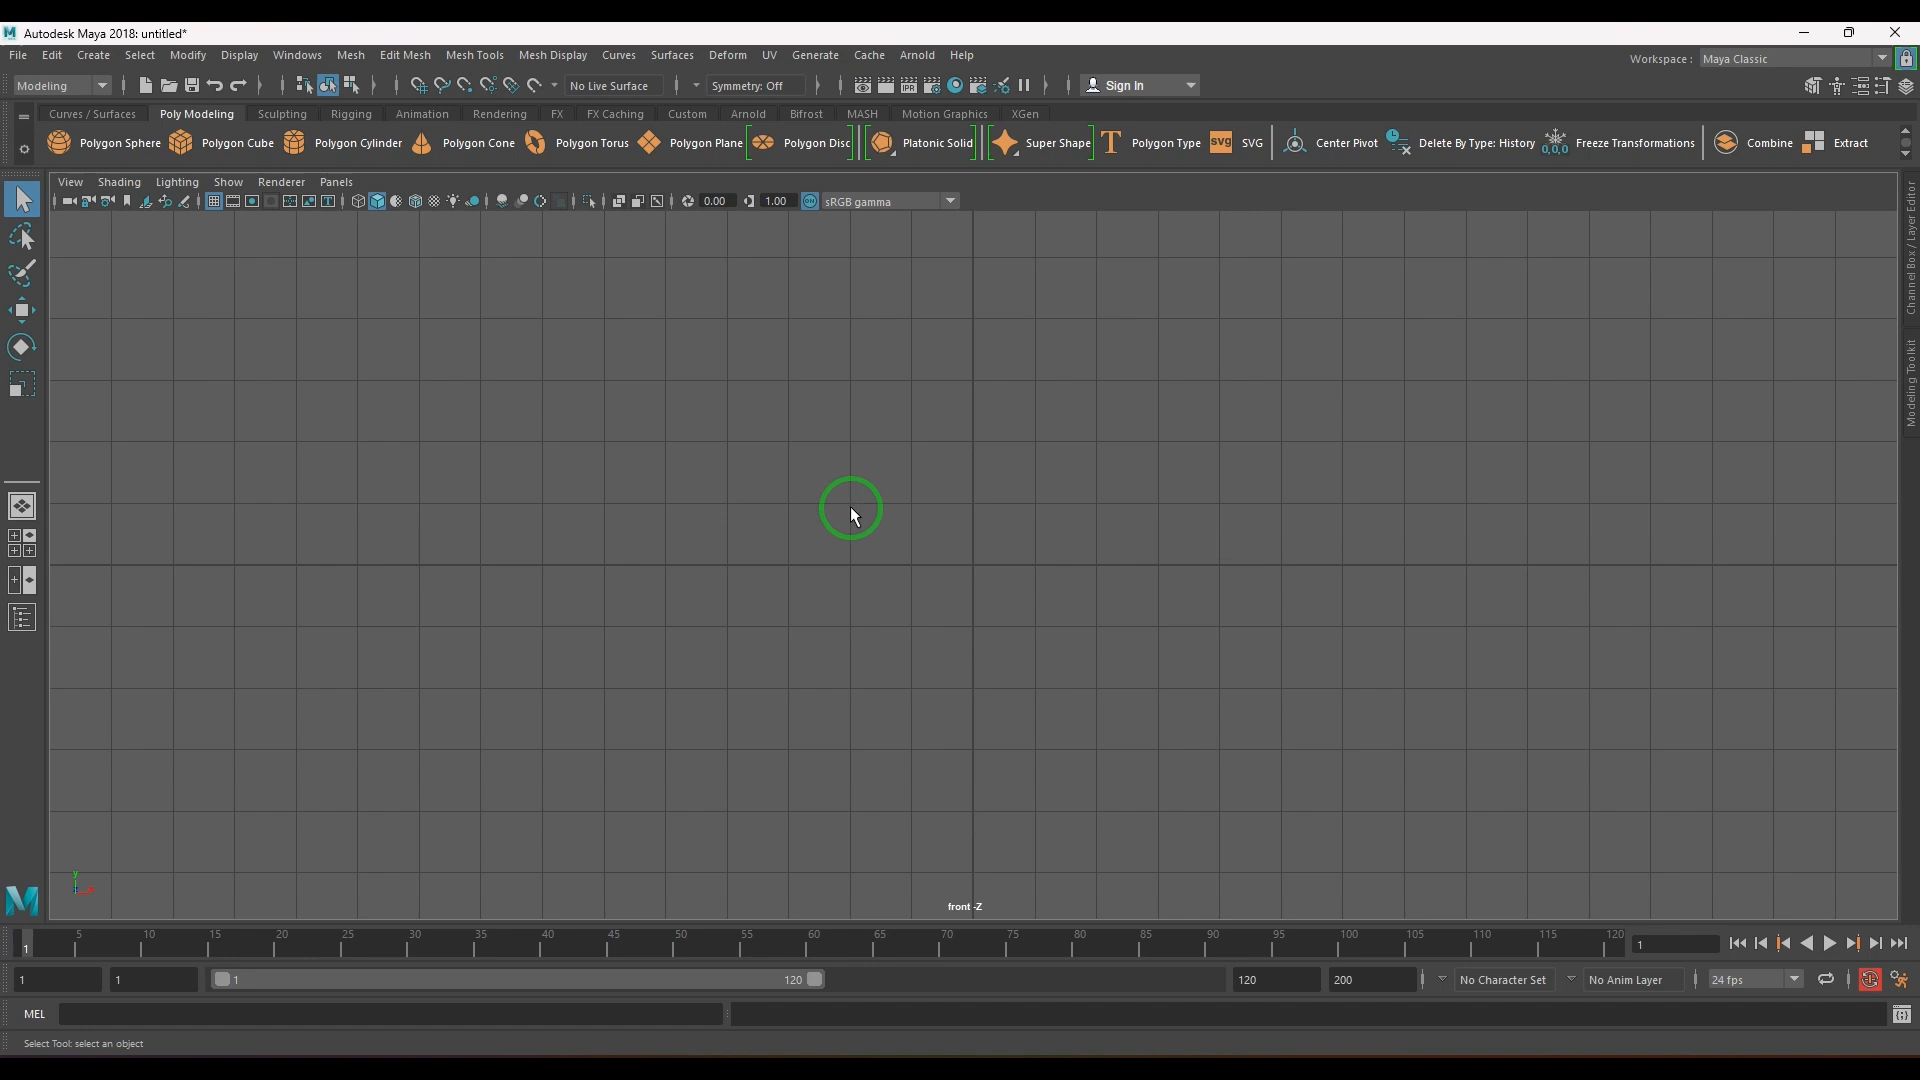 Autodesk Maya 2018: untitled*
File Edit Create Select Modify Display Windows Mesh Edit Mesh Mesh Tools Mesh Display Curves Surfaces Deform UV Generate Cache Arnold Help
Workspace : Maya Classic
Modeling No Live Surface Symmetry: Off IPR Sign In
Curves / Surfaces Poly Modeling Sculpting Rigging Animation Rendering FX FX Caching Custom Arnold Bifrost MASH Motion Graphics XGen
Polygon Sphere Polygon Cube Polygon Cylinder Polygon Cone Polygon Torus Polygon Plane Polygon Disc Platonic Solid Super Shape T Polygon Type SVG SVG Center Pivot Delete By Type: History 0,0,0 Freeze Transformations Combine Extract
View Shading Lighting Show Renderer Panels
0.00 1.00 ON sRGB gamma
Channel Box / Layer Editor
Modeling Toolkit
y
front -Z
1 5 10 15 20 25 30 35 40 45 50 55 60 65 70 75 80 85 90 95 100 105 110 115 120 1
1 1 1 120 120 200 No Character Set No Anim Layer 24 fps
MEL
Select Tool: select an object